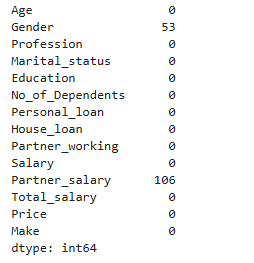 Age 0
Gender 53
Profession 0
Marital_status 0
Education 0
No_of_Dependents 0
Personal_loan 0
House_loan 0
Partner_working 0
Salary 0
Partner_salary 106
Total_salary 0
Price 0
Make 0
dtype: int64